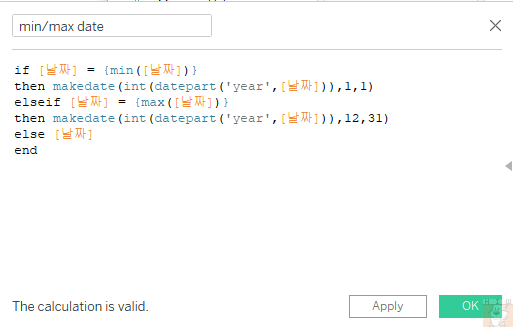 min/max date
if [날짜] = {min([날짜])}
then makedate(int(datepart('year',[날짜])),1,1)
elseif [날짜] = {max([날짜])}
then makedate(int(datepart('year',[날짜])),12,31)
else [날짜]
end
The calculation is valid.
Apply
OK